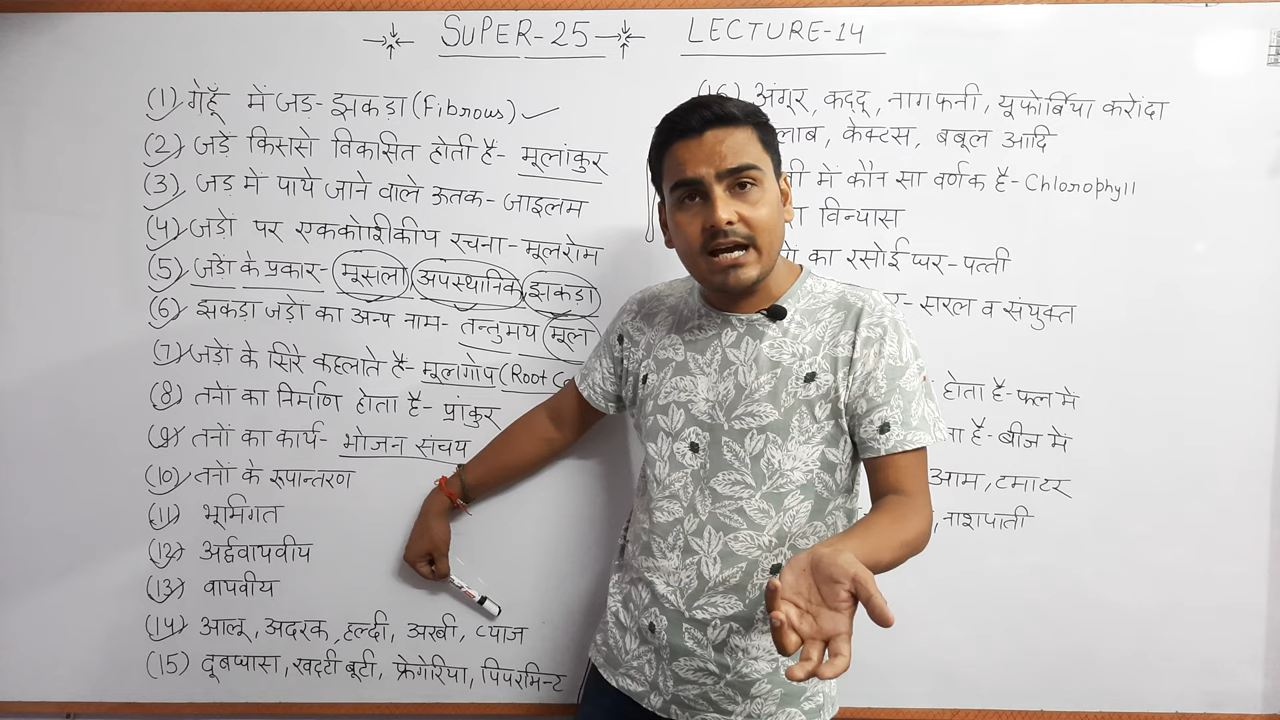 SUPER-25 LECTURE-14
(1) गेहूँ में जड़- झकड़ा (Fibrous) ✓
(2) जड़ें किससे विकसित होती है- मूलांकुर
(3) जड़ में पाये जाने वाले ऊतक- जाइलम
(4) जड़ों पर एककोशिकीय रचना- मूलरोम
(5) जड़ों के प्रकार- मूसला अपस्थानिक झकड़ा
(6) झकड़ा जड़ों का अन्य नाम- तन्तुमय मूल
(7) जड़ों के सिरे कहलाते हैं- मूलगोप (Root
(8) तनों का निर्माण होता है- प्रांकुर
(9) तनों का कार्य- भोजन संचय
(10) तनों के रूपान्तरण
(11) भूमिगत
(12) अर्द्धवायवीय
(13) वायवीय
(14) आलू, अदरक, हल्दी, अरबी, प्याज
(15) दूबघास, खट्टी बूटी, फ्रेगेरिया, पिपरमिन्ट
(16) अंगूर, कददू, नागफनी, यूफोर्बिया करोंदा
केक्टस, बबूल आदि
में कौन सा वर्णक है- Chlorophyll
विन्यास
का रसोई घर- पत्ती
- सरल व संयुक्त
होता है- फल में
है- बीज में
आम, टमाटर
, नाशपाती